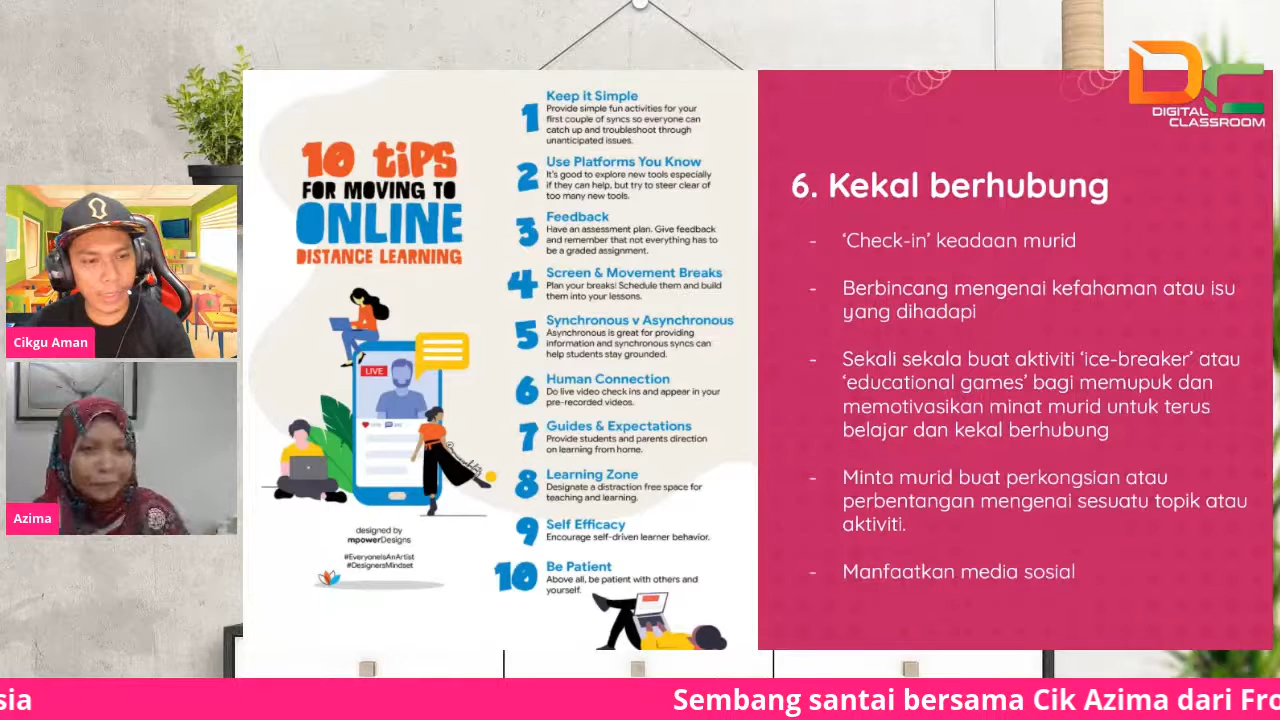 DIGITAL
CLASSROOM
10 tips
FOR MOVING TO
ONLINE
DISTANCE LEARNING
LIVE
designed by
mpowerDesigns
#EveryoneIsAnArtist
#DesignersMindset
1 Keep it Simple
Provide simple fun activities for your
first couple of syncs so everyone can
catch up and troubleshoot through
unanticipated issues.
2 Use Platforms You Know
It's good to explore new tools especially
if they can help, but try to steer clear of
too many new tools.
3 Feedback
Have an assessment plan. Give feedback
and remember that not everything has to
be a graded assignment.
4 Screen & Movement Breaks
Plan your breaks! Schedule them and build
them into your lessons.
5 Synchronous v Asynchronous
Asynchronous is great for providing
information and synchronous syncs can
help students stay grounded.
6 Human Connection
Do live video check ins and appear in your
pre-recorded videos.
7 Guides & Expectations
Provide students and parents direction
on learning from home.
8 Learning Zone
Designate a distraction free space for
teaching and learning.
9 Self Efficacy
Encourage self-driven learner behavior.
10 Be Patient
Above all, be patient with others and
yourself.
6. Kekal berhubung
- 'Check-in' keadaan murid
- Berbincang mengenai kefahaman atau isu
yang dihadapi
- Sekali sekala buat aktiviti 'ice-breaker' atau
'educational games' bagi memupuk dan
memotivasikan minat murid untuk terus
belajar dan kekal berhubung
- Minta murid buat perkongsian atau
perbentangan mengenai sesuatu topik atau
aktiviti.
- Manfaatkan media sosial
Cikgu Aman
Azima
sia
Sembang santai bersama Cik Azima dari Fro